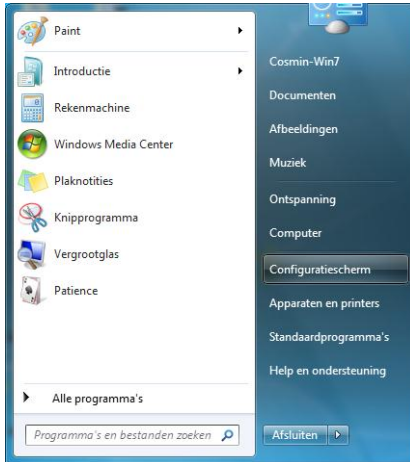 Paint
Introductie
Rekenmachine
Windows Media Center
Plaknotities
Knipprogramma
Vergrootglas
Patience
Alle programma's
Programma's en bestanden zoeken
Cosmin-Win7
Documenten
Afbeeldingen
Muziek
Ontspanning
Computer
Configuratiescherm
Apparaten en printers
Standaardprogramma's
Help en ondersteuning
Afsluiten